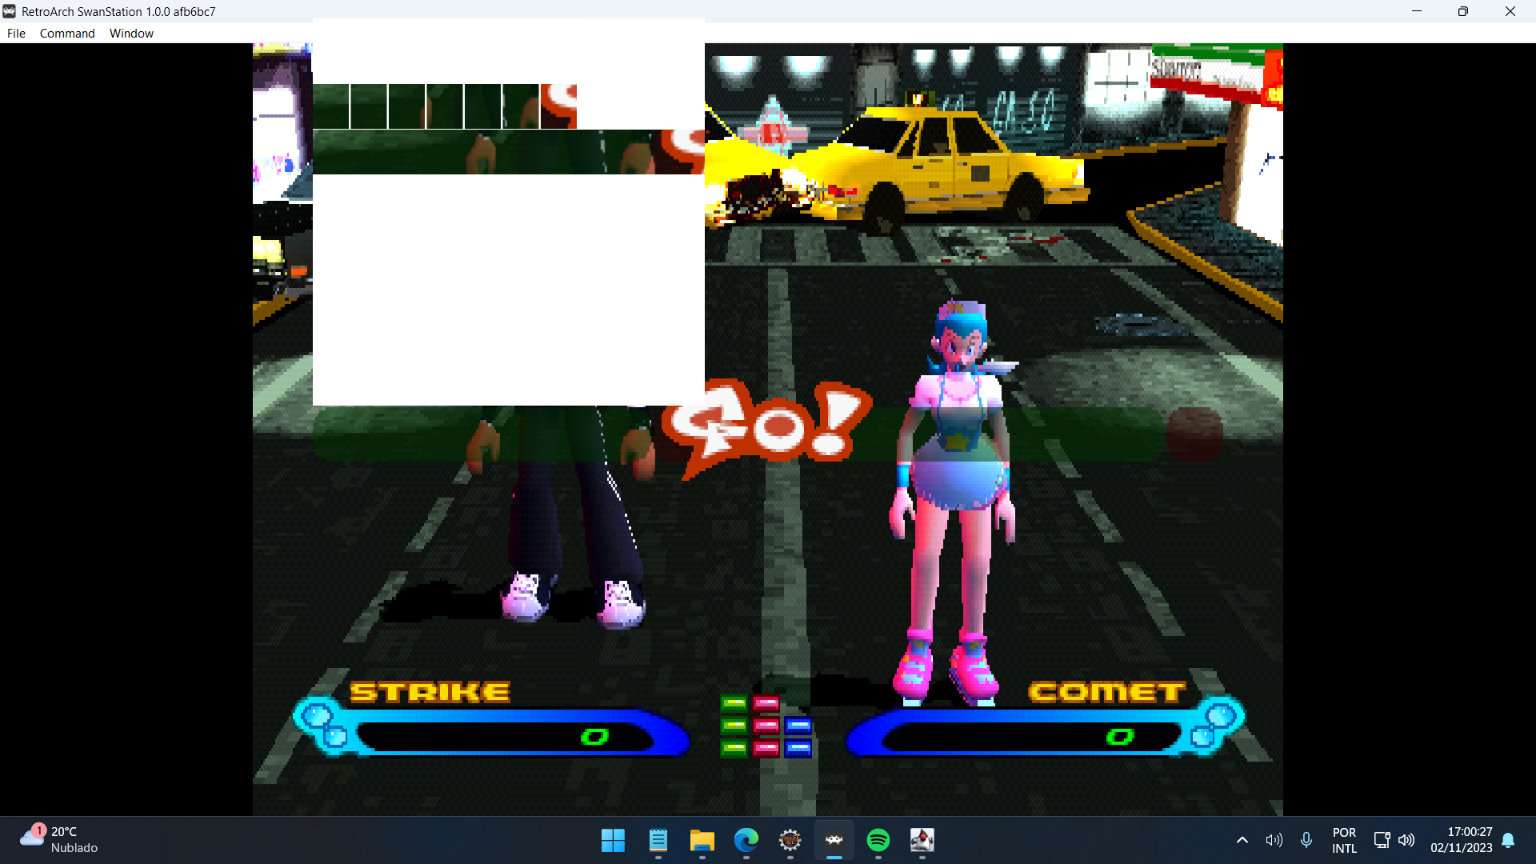 RetroArch SwanStation 1.0.0 afb6bc7
File Command Window
GO!
STRIKE
COMET
0
0
1
20°C
Nublado
POR
INTL
17:00:27
02/11/2023